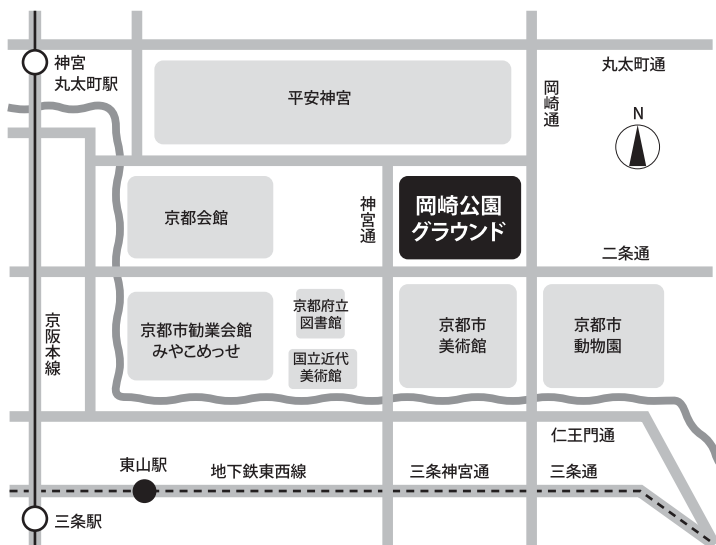 神宮
丸太町駅
平安神宮
岡崎通
丸太町通
N
京都会館
神宮通
岡崎公園
グラウンド
二条通
京阪本線
京都市勧業会館
みやこめっせ
京都府立
図書館
国立近代
美術館
京都市
美術館
京都市
動物園
仁王門通
東山駅
地下鉄東西線
三条神宮通
三条通
三条駅